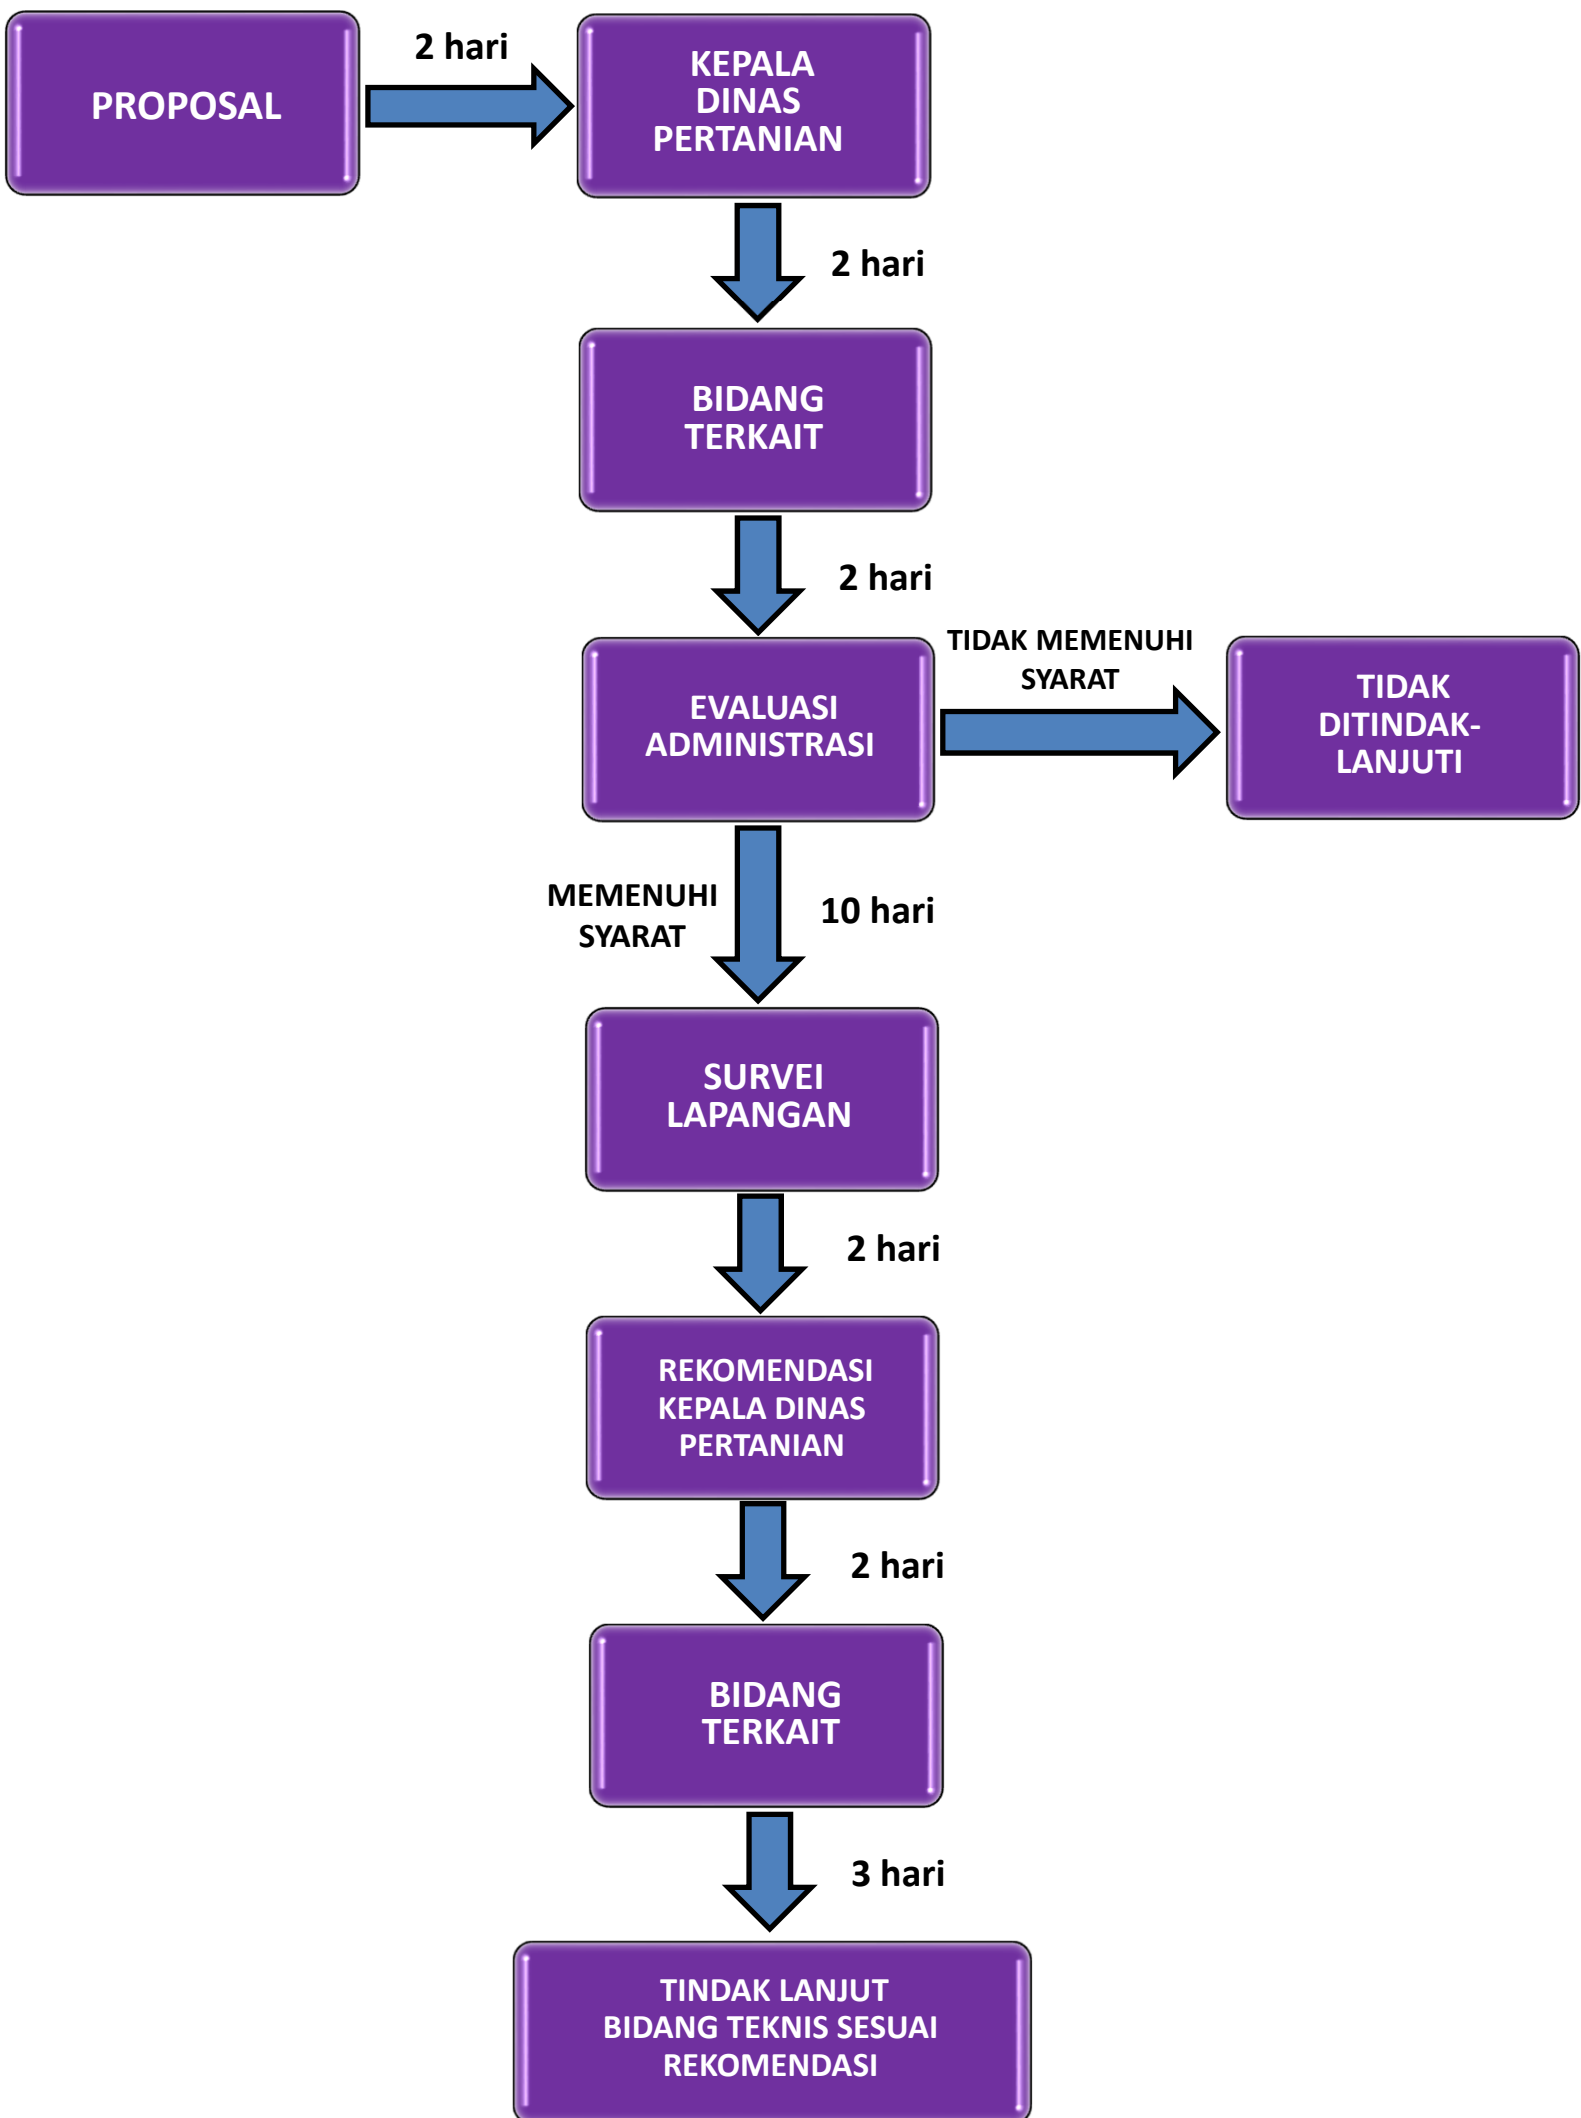 PROPOSAL
2 hari
KEPALA
DINAS
PERTANIAN
2 hari
BIDANG
TERKAIT
2 hari
EVALUASI
ADMINISTRASI
TIDAK MEMENUHI
SYARAT
TIDAK
DITINDAK-
LANJUTI
MEMENUHI
SYARAT
10 hari
SURVEI
LAPANGAN
2 hari
REKOMENDASI
KEPALA DINAS
PERTANIAN
2 hari
BIDANG
TERKAIT
3 hari
TINDAK LANJUT
BIDANG TEKNIS SESUAI
REKOMENDASI